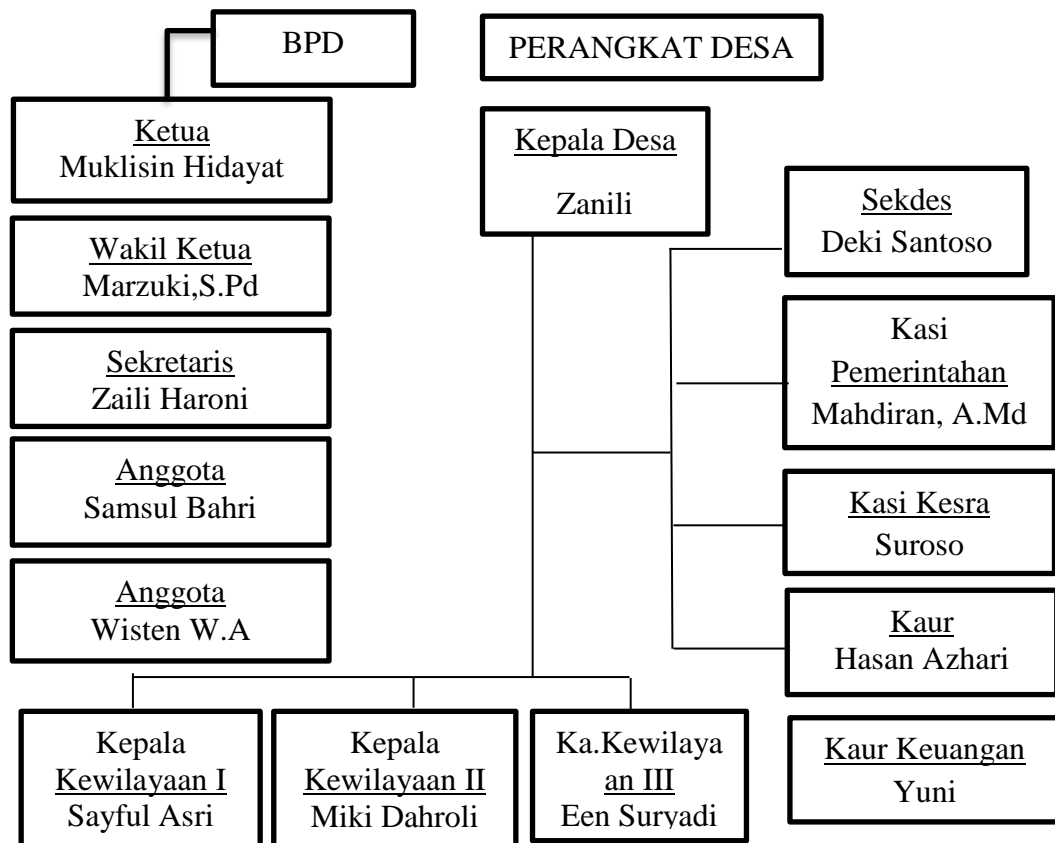 BPD
PERANGKAT DESA
Ketua
Muklisin Hidayat
Wakil Ketua
Marzuki,S.Pd
Sekretaris
Zaili Haroni
Anggota
Samsul Bahri
Anggota
Wisten W.A
Kepala Desa
Zanili
Sekdes
Deki Santoso
Kasi
Pemerintahan
Mahdiran, A.Md
Kasi Kesra
Suroso
Kaur
Hasan Azhari
Kaur Keuangan
Yuni
Kepala
Kewilayaan I
Sayful Asri
Kepala
Kewilayaan II
Miki Dahroli
Ka.Kewilaya
an III
Een Suryadi